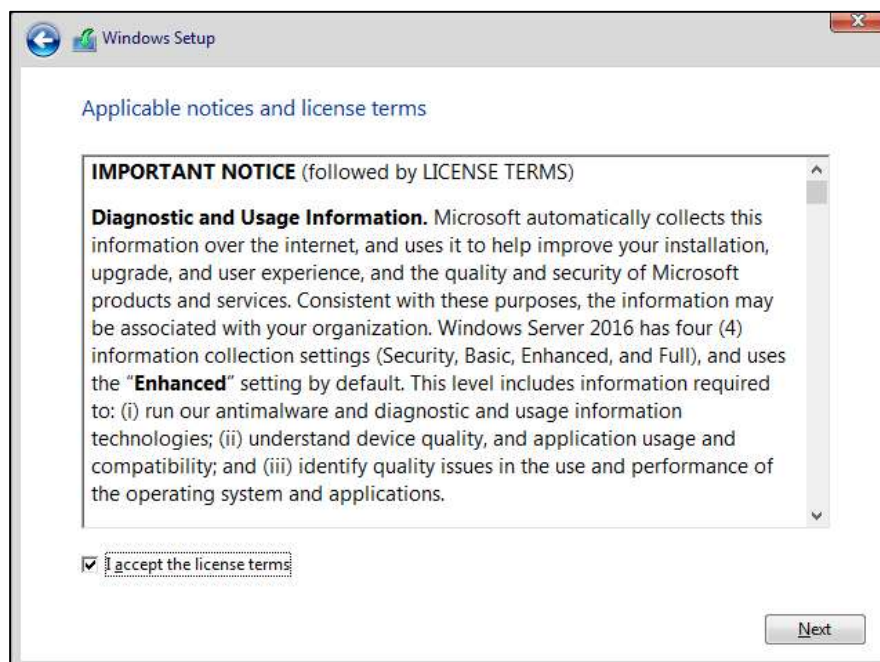 Windows Setup
Applicable notices and license terms
IMPORTANT NOTICE (followed by LICENSE TERMS)
Diagnostic and Usage Information. Microsoft automatically collects this
information over the internet, and uses it to help improve your installation,
upgrade, and user experience, and the quality and security of Microsoft
products and services. Consistent with these purposes, the information may
be associated with your organization. Windows Server 2016 has four (4)
information collection settings (Security, Basic, Enhanced, and Full), and uses
the “Enhanced” setting by default. This level includes information required
to: (i) run our antimalware and diagnostic and usage information
technologies; (ii) understand device quality, and application usage and
compatibility; and (iii) identify quality issues in the use and performance of
the operating system and applications.
I accept the license terms
Next